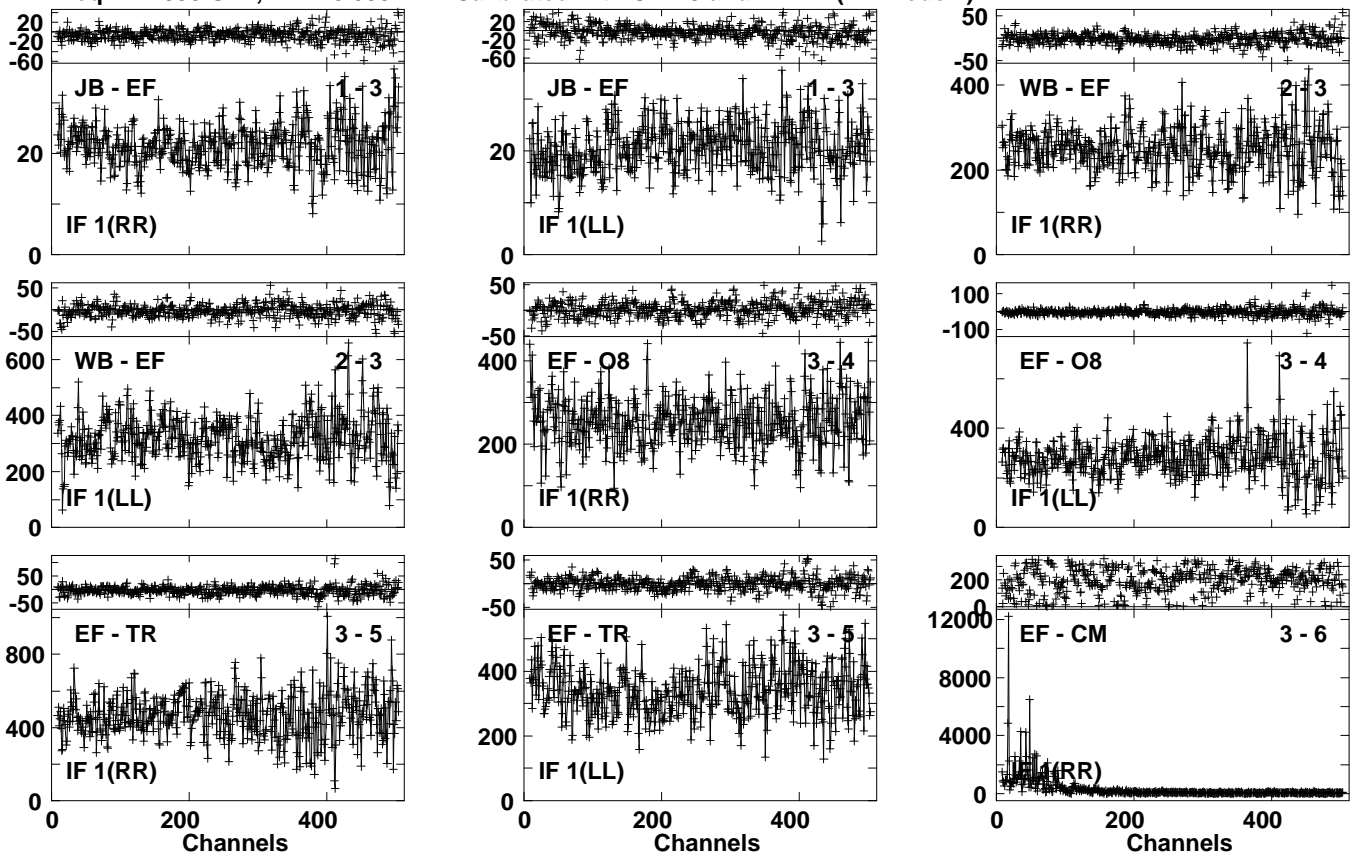 20
-20
-60
JB - EF
1 - 3
20
0
IF 1(RR)
20
-20
-60
JB - EF
1 - 3
20
0
IF 1(LL)
50
-50
WB - EF
2 - 3
400
200
0
IF 1(RR)
50
-50
WB - EF
2 - 3
600
400
200
0
IF 1(LL)
50
-50
EF - O8
3 - 4
400
200
0
IF 1(RR)
100
-100
EF - O8
3 - 4
400
0
IF 1(LL)
50
-50
EF - TR
3 - 5
800
400
0
IF 1(RR)
0 200 400
Channels
50
-50
EF - TR
3 - 5
400
200
0
IF 1(LL)
0 200 400
Channels
200
0
EF - CM
3 - 6
12000
8000
4000
0
IF 1(RR)
0 200 400
Channels